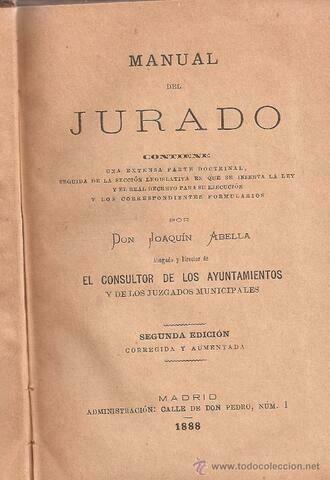 MANUAL
DEL
JURADO
CONTIENE
UNA EXTENSA PARTE DOCTRINAL,
SEGUIDA DE LA SECCIÓN LEGISLATIVA EN QUE SE INSERTA LA LEY
Y EL REAL DECRETO PARA SU EJECUCIÓN
Y LOS CORRESPONDIENTES FORMULARIOS
POR
DON JOAQUÍN ABELLA
Abogado y Director de
EL CONSULTOR DE LOS AYUNTAMIENTOS
Y DE LOS JUZGADOS MUNICIPALES
SEGUNDA EDICIÓN
CORREGIDA Y AUMENTADA
MADRID
ADMINISTRACIÓN: CALLE DE DON PEDRO, NÚM. 1
1888
todocoleccion.net